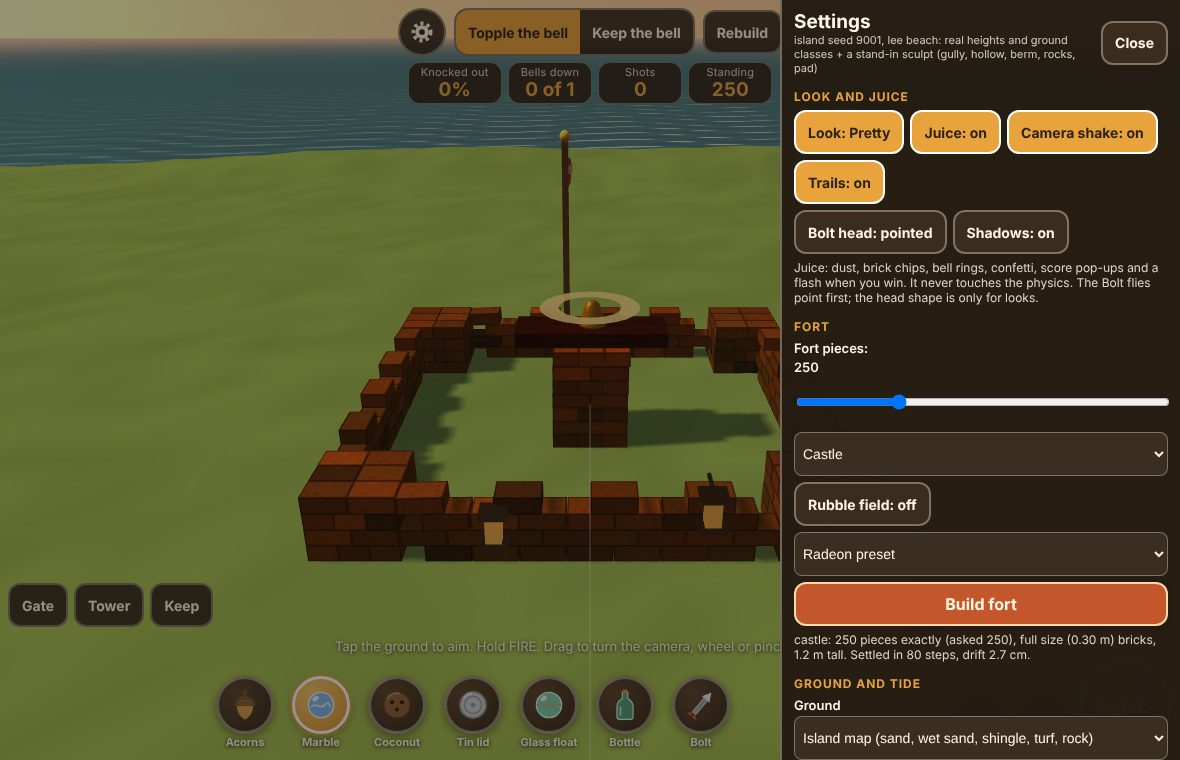 Topple the bell
Keep the bell
Rebuild
Knocked out
0%
Bells down
0 of 1
Shots
0
Standing
250
Gate
Tower
Keep
Tap the ground to aim. Hold FIRE. Drag to turn the camera, wheel or pinc
Acorns
Marble
Coconut
Tin lid
Glass float
Bottle
Bolt
Settings
island seed 9001, lee beach: real heights and ground
classes + a stand-in sculpt (gully, hollow, berm, rocks,
pad)
Close
LOOK AND JUICE
Look: Pretty
Juice: on
Camera shake: on
Trails: on
Bolt head: pointed
Shadows: on
Juice: dust, brick chips, bell rings, confetti, score pop-ups and a
flash when you win. It never touches the physics. The Bolt flies
point first; the head shape is only for looks.
FORT
Fort pieces:
250
Castle
Rubble field: off
Radeon preset
Build fort
castle: 250 pieces exactly (asked 250), full size (0.30 m) bricks,
1.2 m tall. Settled in 80 steps, drift 2.7 cm.
GROUND AND TIDE
Ground
Island map (sand, wet sand, shingle, turf, rock)